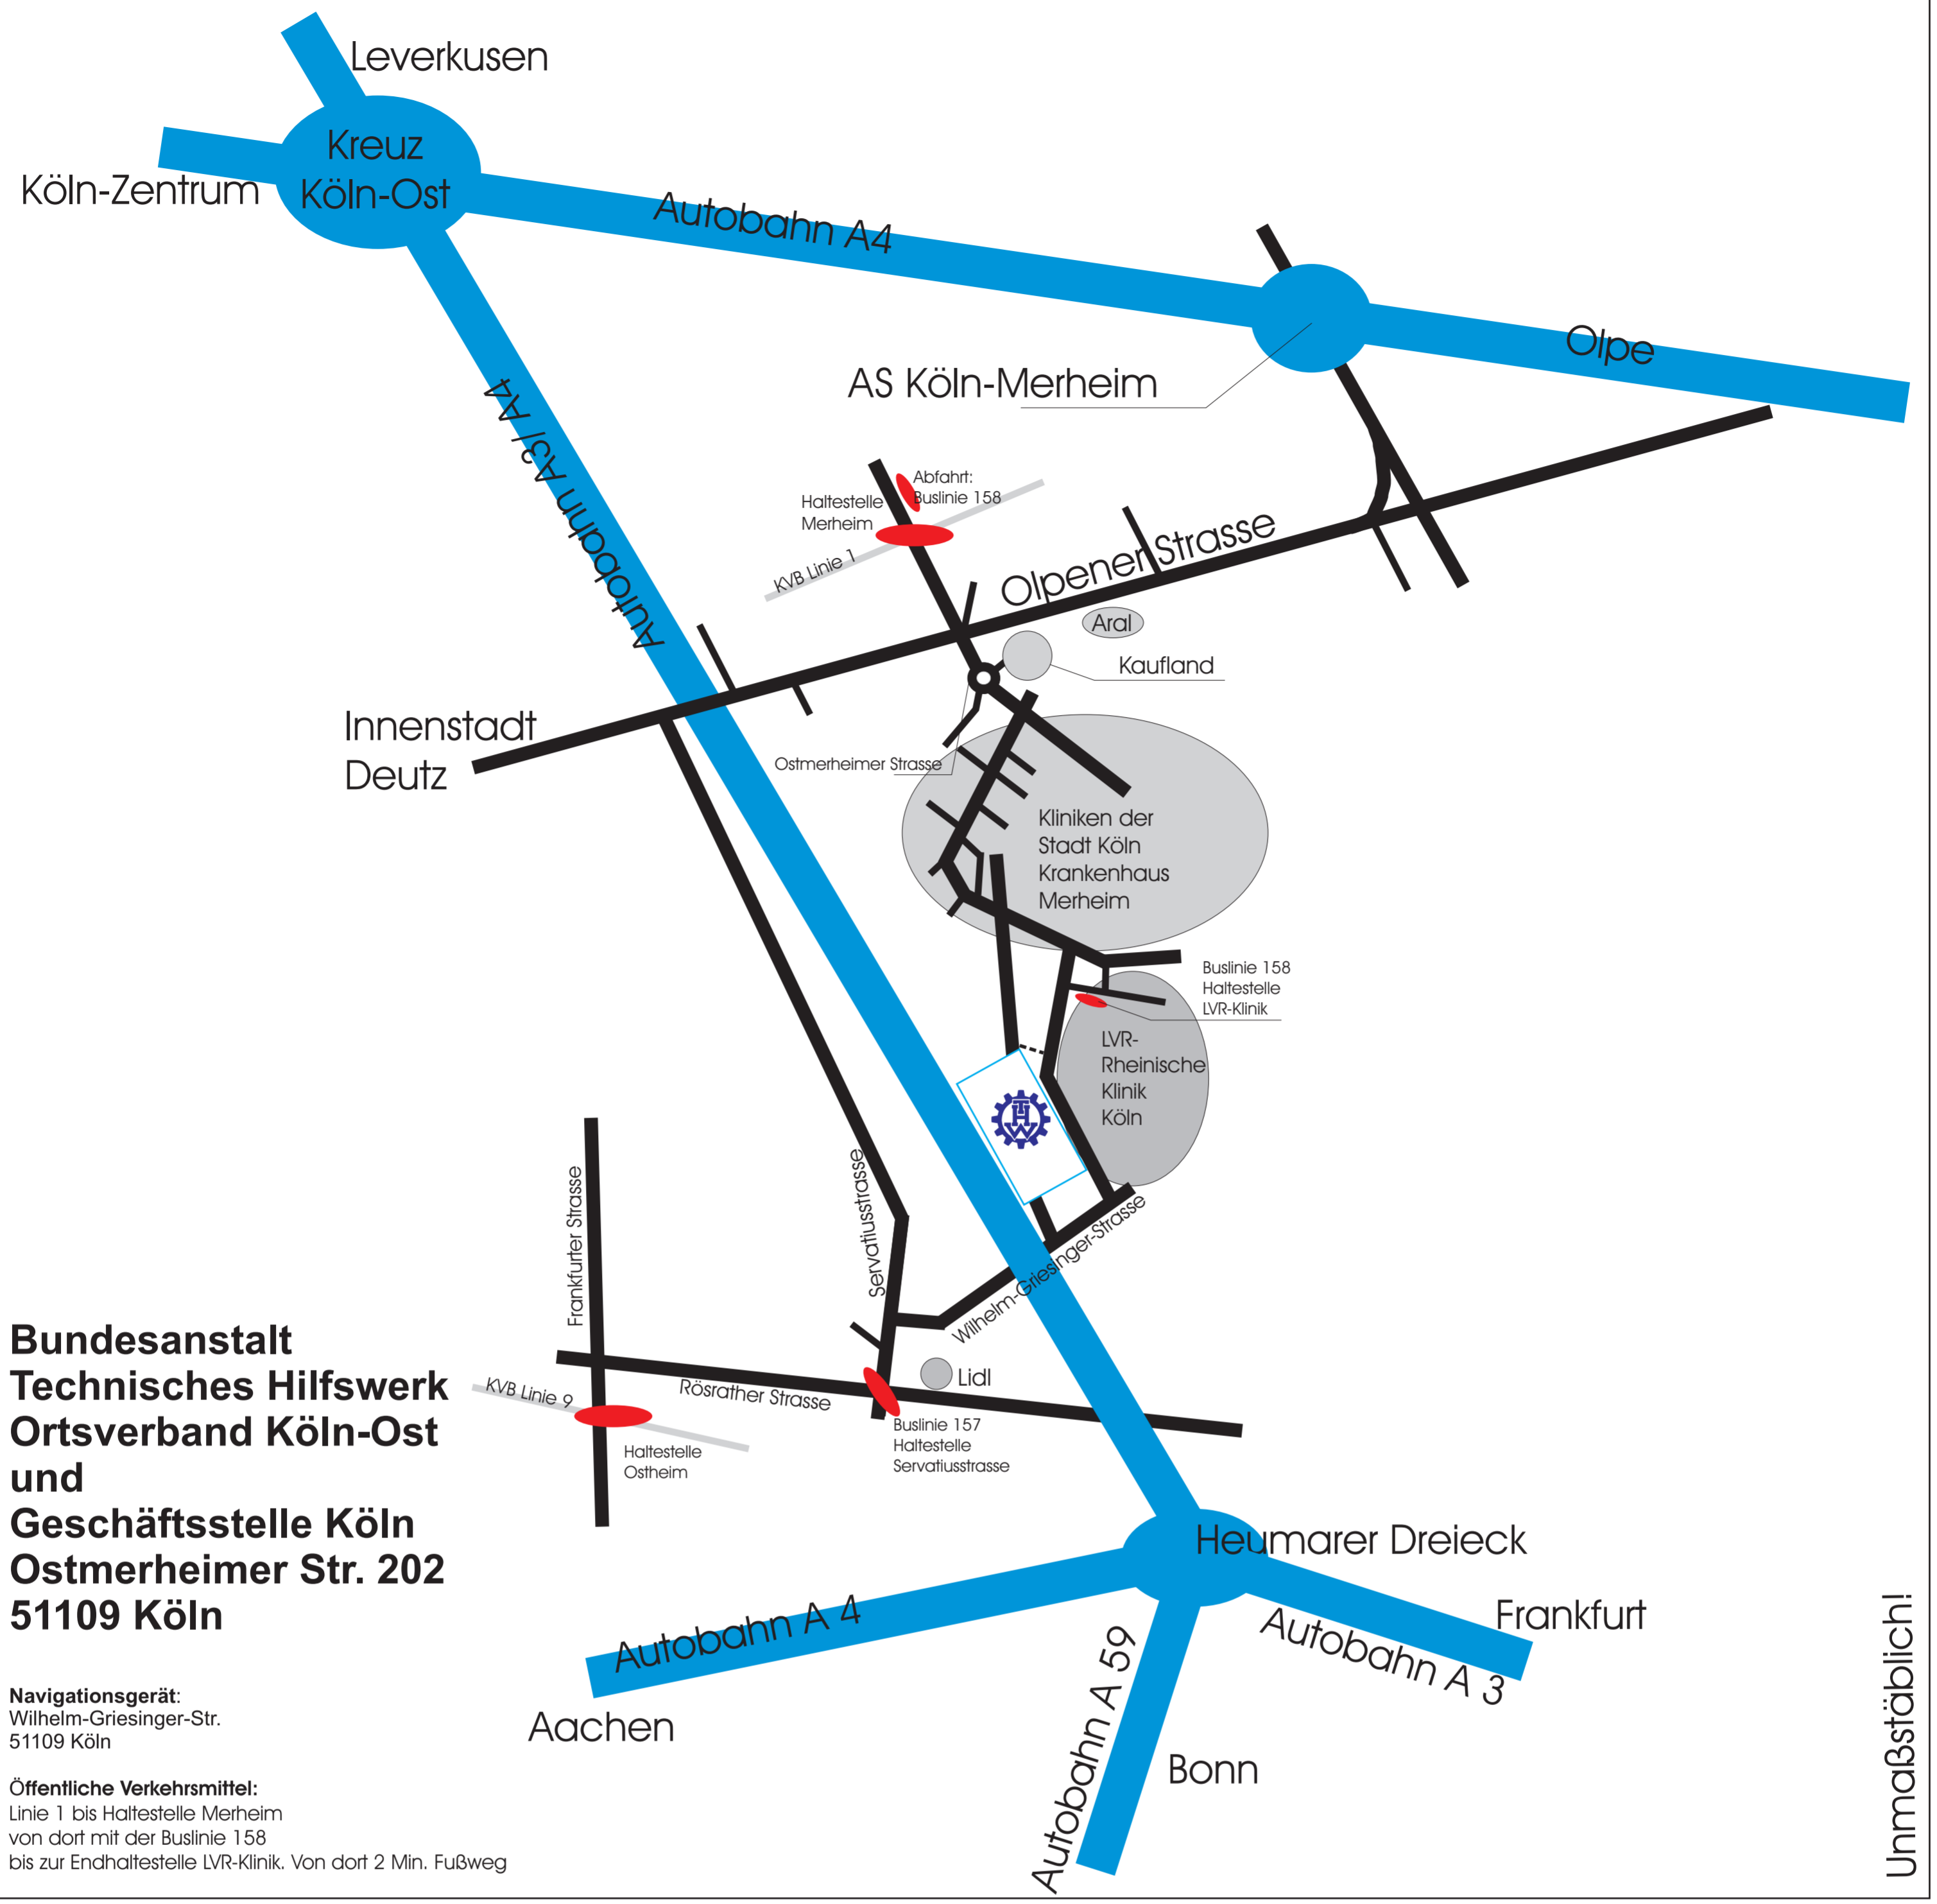 Leverkusen
Kreuz
Köln-Ost
Köln-Zentrum
Autobahn A4
Olpe
AS Köln-Merheim
Autobahn A3/ A4
Abfahrt:
Buslinie 158
Haltestelle
Merheim
KVB Linie 1
Olpener Strasse
Aral
Kaufland
Innenstadt
Deutz
Ostmerheimer Strasse
Kliniken der
Stadt Köln
Krankenhaus
Merheim
Buslinie 158
Haltestelle
LVR-Klinik
LVR-
Rheinische
Klinik
Köln
THW
Servatiusstrasse
Frankfurter Strasse
Wilhelm-Griesinger-Strasse
Lidl
KVB Linie 9
Rösrather Strasse
Buslinie 157
Haltestelle
Servatiusstrasse
Haltestelle
Ostheim
Bundesanstalt
Technisches Hilfswerk
Ortsverband Köln-Ost
und
Geschäftsstelle Köln
Ostmerheimer Str. 202
51109 Köln
Heumarer Dreieck
Frankfurt
Autobahn A 3
Autobahn A 4
Aachen
Autobahn A 59
Bonn
Navigationsgerät:
Wilhelm-Griesinger-Str.
51109 Köln
Öffentliche Verkehrsmittel:
Linie 1 bis Haltestelle Merheim
von dort mit der Buslinie 158
bis zur Endhaltestelle LVR-Klinik. Von dort 2 Min. Fußweg
Unmaßstäblich!